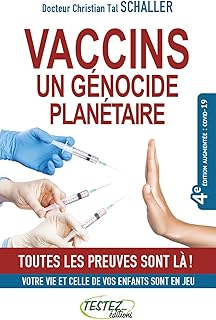 Docteur Christian Tal SCHALLER
VACCINS
UN GÉNOCIDE
PLANÉTAIRE
4e
ÉDITION AUGMENTÉE : COVID-19
TOUTES LES PREUVES SONT LÀ !
VOTRE VIE ET CELLE DE VOS ENFANTS SONT EN JEU
TESTEZ
éditions